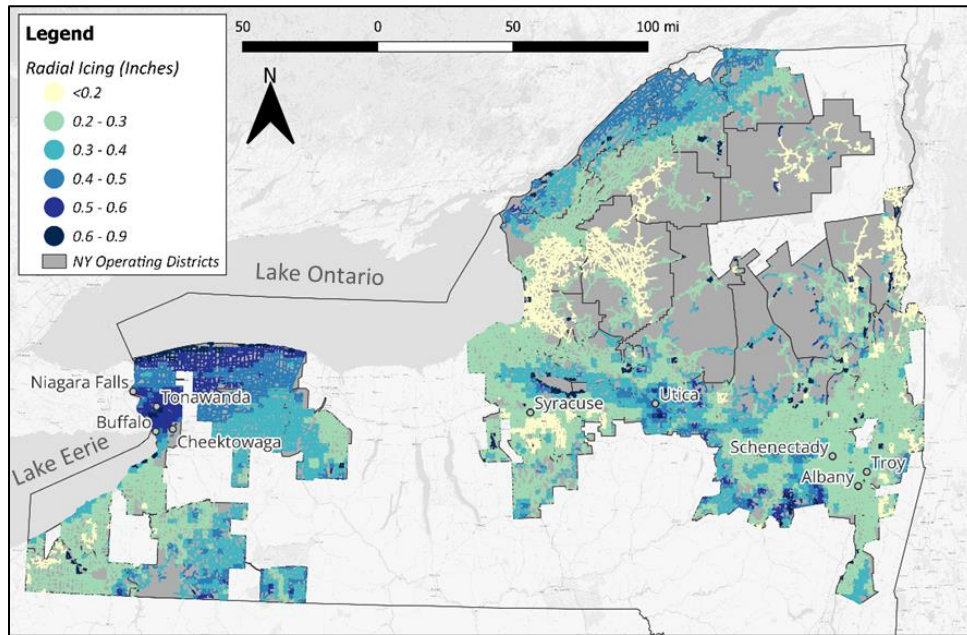 Legend
Radial Icing (Inches)
<0.2
0.2 - 0.3
0.3 - 0.4
0.4 - 0.5
0.5 - 0.6
0.6 - 0.9
NY Operating Districts
50 0 50 100 mi
N
Lake Ontario
Niagara Falls
Tonawanda
Buffalo
Cheektowaga
Lake Eerie
Syracuse
Utica
Schenectady
Troy
Albany